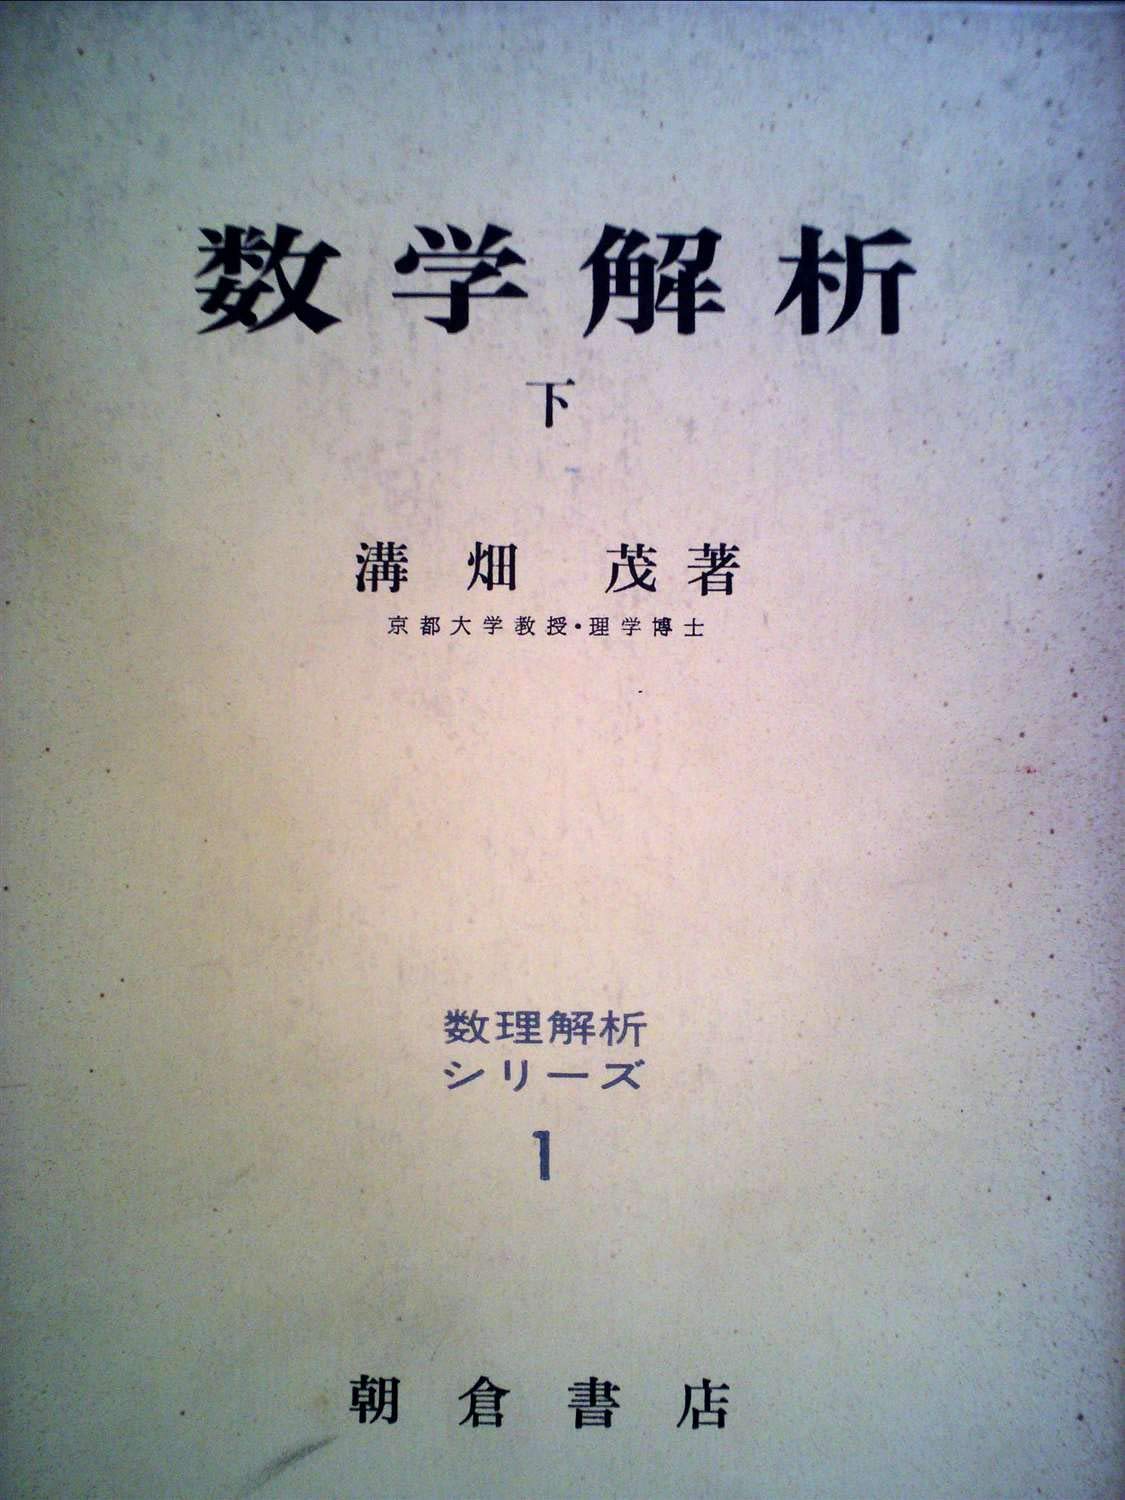 数学解析
下
溝畑 茂著
京都大学教授・理学博士
数理解析
シリーズ
1
朝倉書店